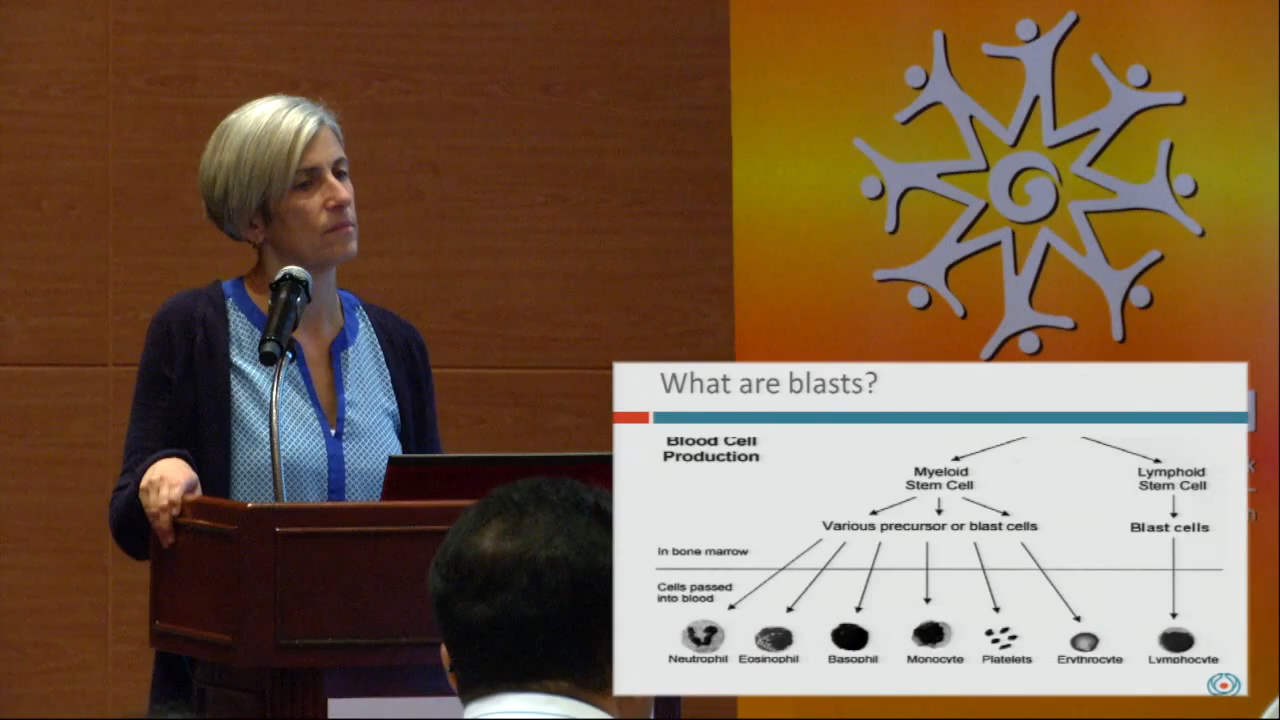 What are blasts?
Blood Cell
Production
Myeloid
Stem Cell
Lymphoid
Stem Cell
Various precursor or blast cells
Blast cells
In bone marrow
Cells passed
into blood
Neutrophil Eosinophil Basophil Monocyte Platelets Erythrocyte Lymphocyte